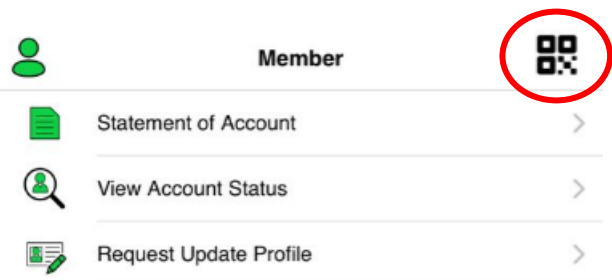 Member
Statement of Account
View Account Status
Request Update Profile